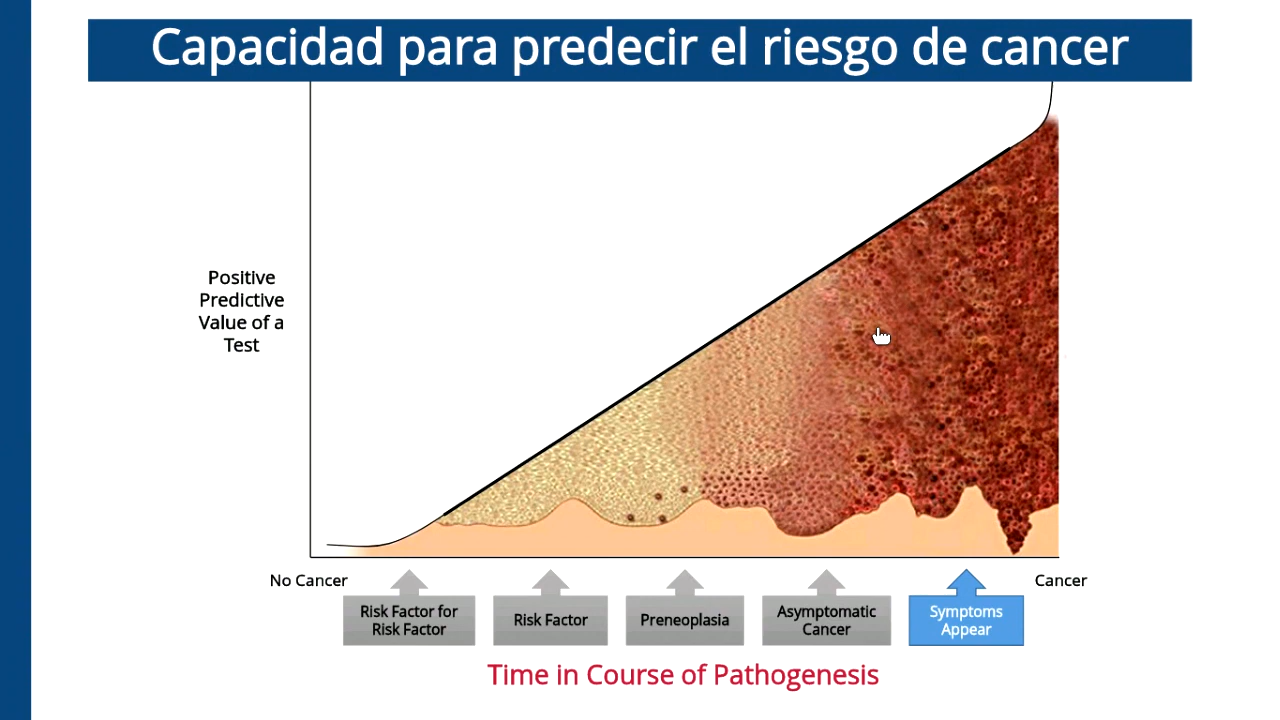 Capacidad para predecir el riesgo de cancer
Positive
Predictive
Value of a
Test
No Cancer
Cancer
Risk Factor for
Risk Factor
Risk Factor
Preneoplasia
Asymptomatic
Cancer
Symptoms
Appear
Time in Course of Pathogenesis